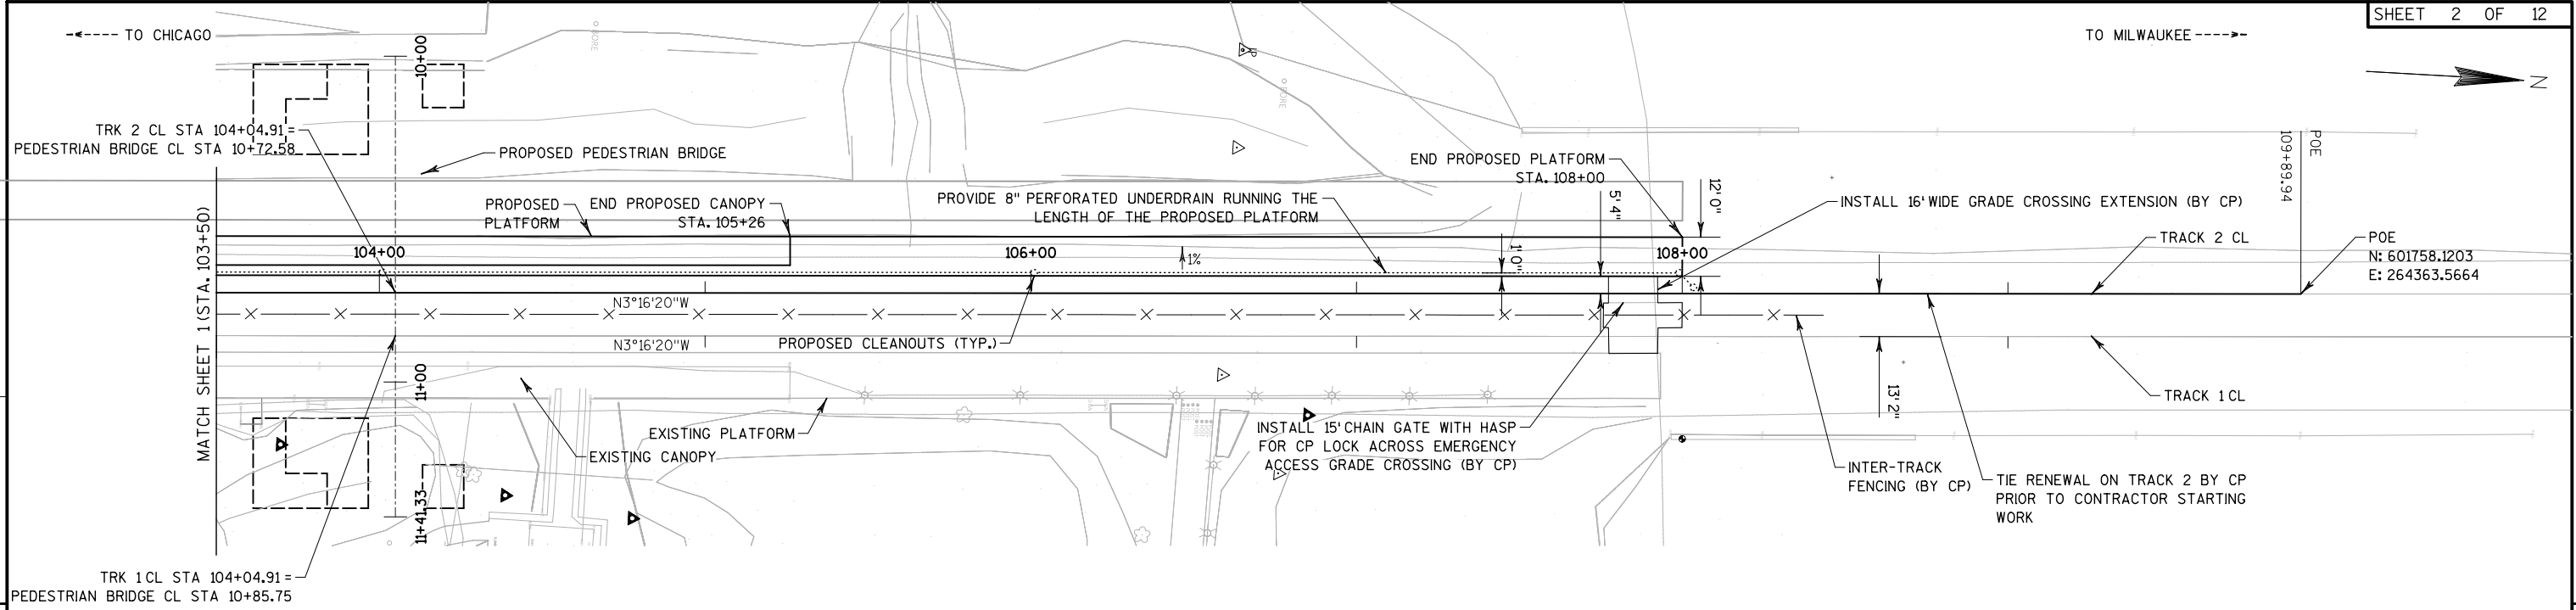 SHEET 2 OF 12
TO CHICAGO
TO MILWAUKEE
N
10+00
BORE
BORE
TRK 2 CL STA 104+04.91 =
PEDESTRIAN BRIDGE CL STA 10+72.58
PROPOSED PEDESTRIAN BRIDGE
END PROPOSED PLATFORM
STA. 108+00
POE
109+89.94
PROPOSED
PLATFORM
END PROPOSED CANOPY
STA. 105+26
PROVIDE 8" PERFORATED UNDERDRAIN RUNNING THE
LENGTH OF THE PROPOSED PLATFORM
5'4"
12'0"
INSTALL 16' WIDE GRADE CROSSING EXTENSION (BY CP)
MATCH SHEET 1 (STA. 103+50)
104+00
106+00
1%
1'0"
108+00
TRACK 2 CL
POE
N: 601758.1203
E: 264363.5664
N3°16'20"W
N3°16'20"W
PROPOSED CLEANOUTS (TYP.)
11+00
13'2"
TRACK 1 CL
EXISTING PLATFORM
EXISTING CANOPY
INSTALL 15' CHAIN GATE WITH HASP
FOR CP LOCK ACROSS EMERGENCY
ACCESS GRADE CROSSING (BY CP)
INTER-TRACK
FENCING (BY CP)
TIE RENEWAL ON TRACK 2 BY CP
PRIOR TO CONTRACTOR STARTING
WORK
11+41.33
TRK 1 CL STA 104+04.91 =
PEDESTRIAN BRIDGE CL STA 10+85.75